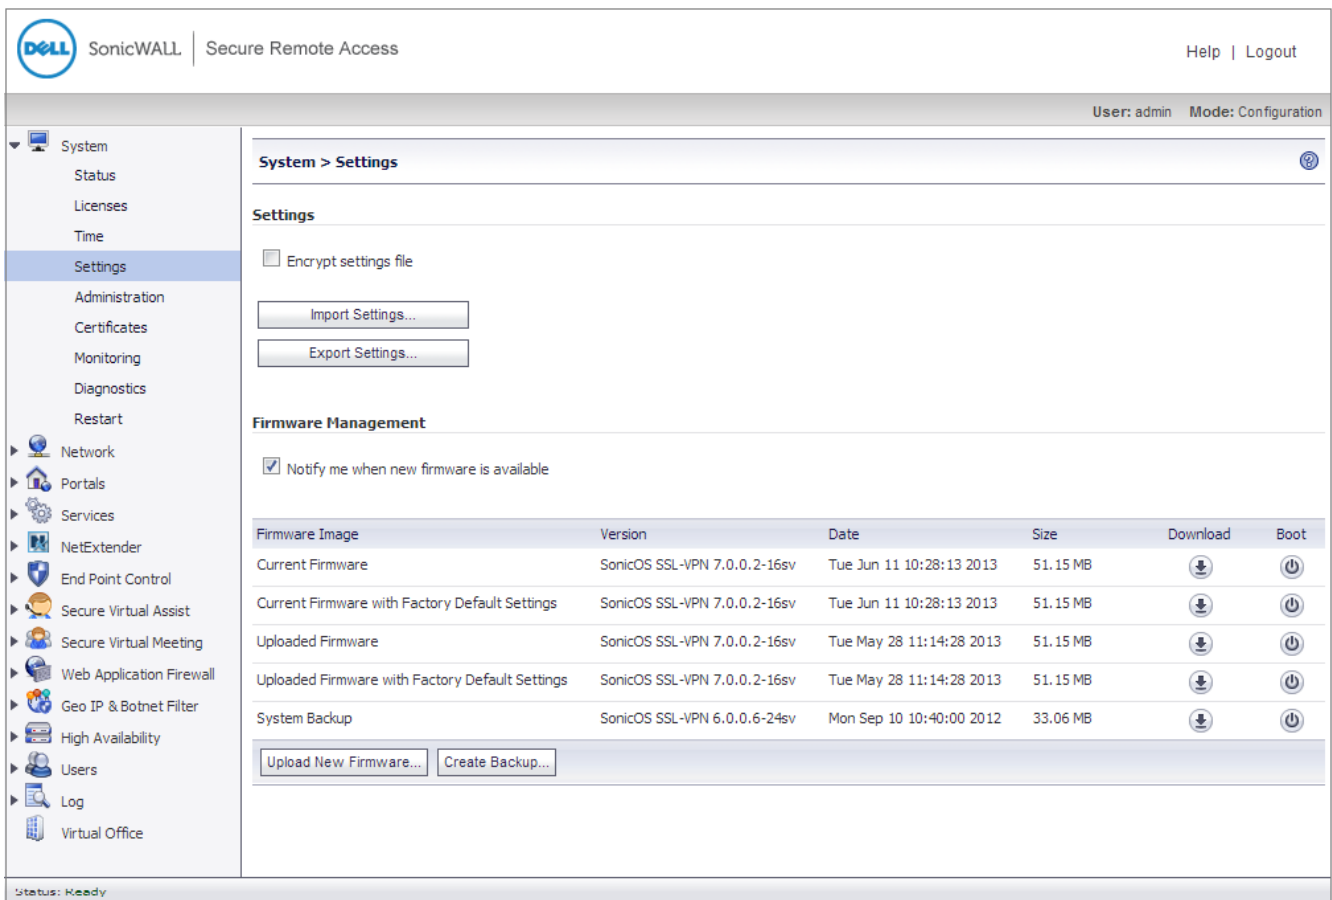 DELL SonicWALL | Secure Remote Access
Help | Logout
User: admin Mode: Configuration
System
Status
Licenses
Time
Settings
Administration
Certificates
Monitoring
Diagnostics
Restart
Network
Portals
Services
NetExtender
End Point Control
Secure Virtual Assist
Secure Virtual Meeting
Web Application Firewall
Geo IP & Botnet Filter
High Availability
Users
Log
Virtual Office
System > Settings
Settings
Encrypt settings file
Import Settings...
Export Settings...
Firmware Management
Notify me when new firmware is available
Firmware Image Version Date Size Download Boot
Current Firmware SonicOS SSL-VPN 7.0.0.2-16sv Tue Jun 11 10:28:13 2013 51.15 MB
Current Firmware with Factory Default Settings SonicOS SSL-VPN 7.0.0.2-16sv Tue Jun 11 10:28:13 2013 51.15 MB
Uploaded Firmware SonicOS SSL-VPN 7.0.0.2-16sv Tue May 28 11:14:28 2013 51.15 MB
Uploaded Firmware with Factory Default Settings SonicOS SSL-VPN 7.0.0.2-16sv Tue May 28 11:14:28 2013 51.15 MB
System Backup SonicOS SSL-VPN 6.0.0.6-24sv Mon Sep 10 10:40:00 2012 33.06 MB
Upload New Firmware... Create Backup...
Status: Ready